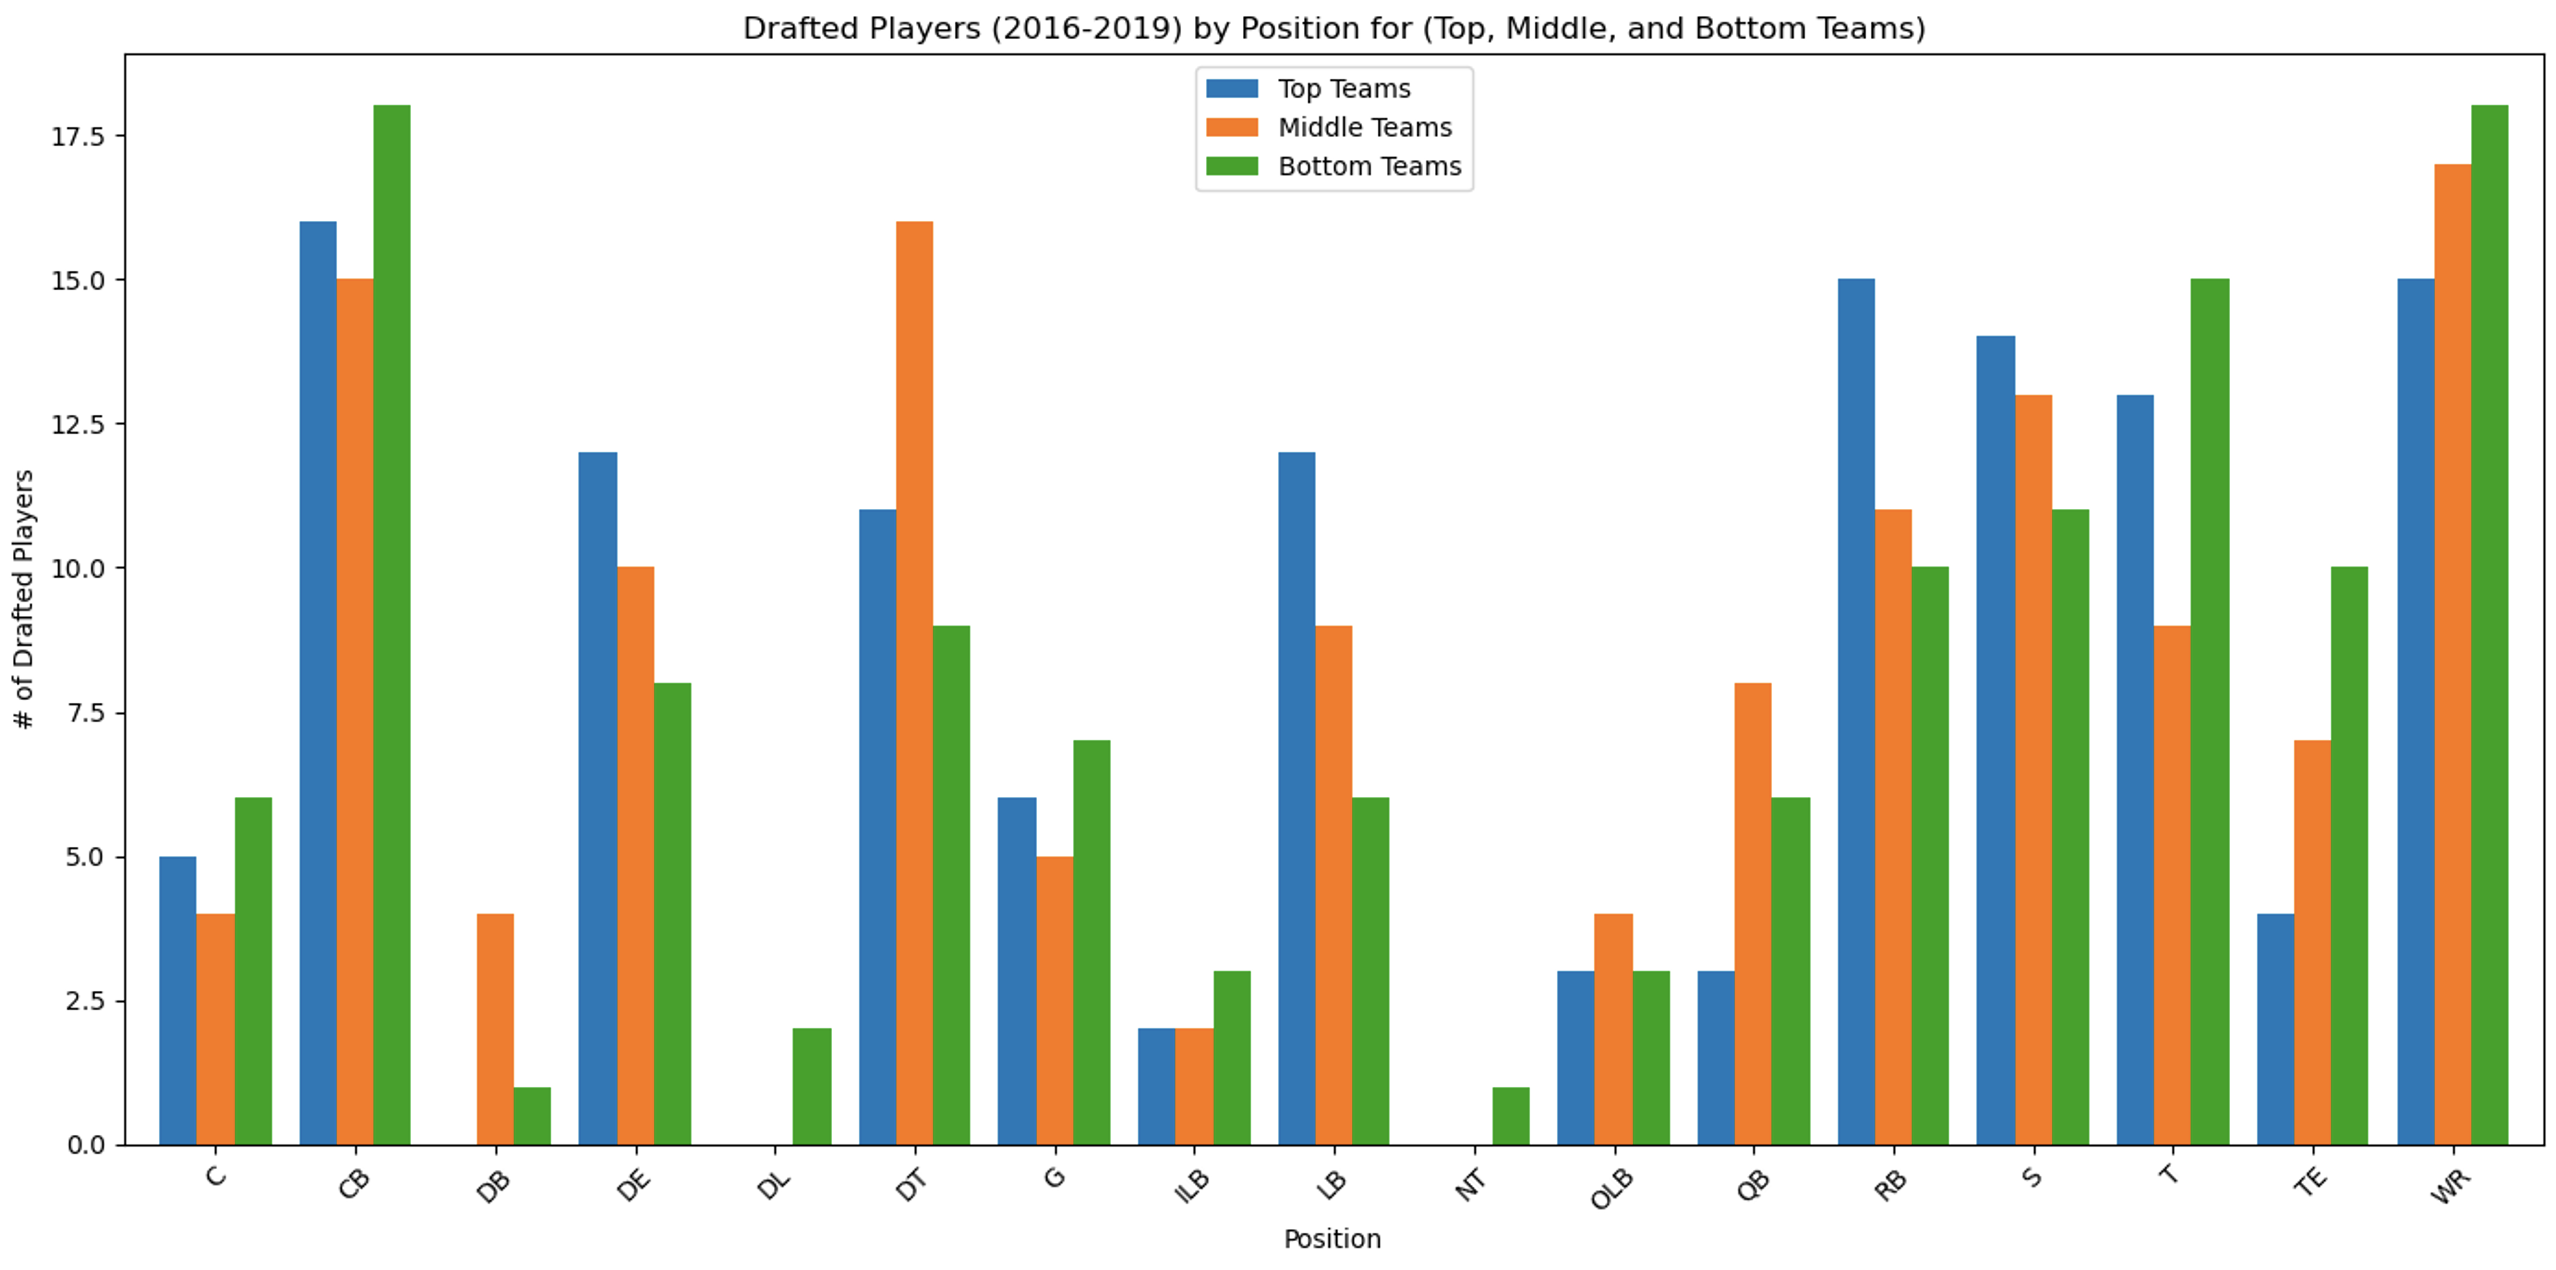 Drafted Players (2016-2019) by Position for (Top, Middle, and Bottom Teams)
Top Teams
Middle Teams
Bottom Teams
# of Drafted Players
17.5
15.0
12.5
10.0
7.5
5.0
2.5
0.0
C
CB
DB
DE
DL
DT
G
ILB
LB
NT
OLB
QB
RB
S
T
TE
WR
Position